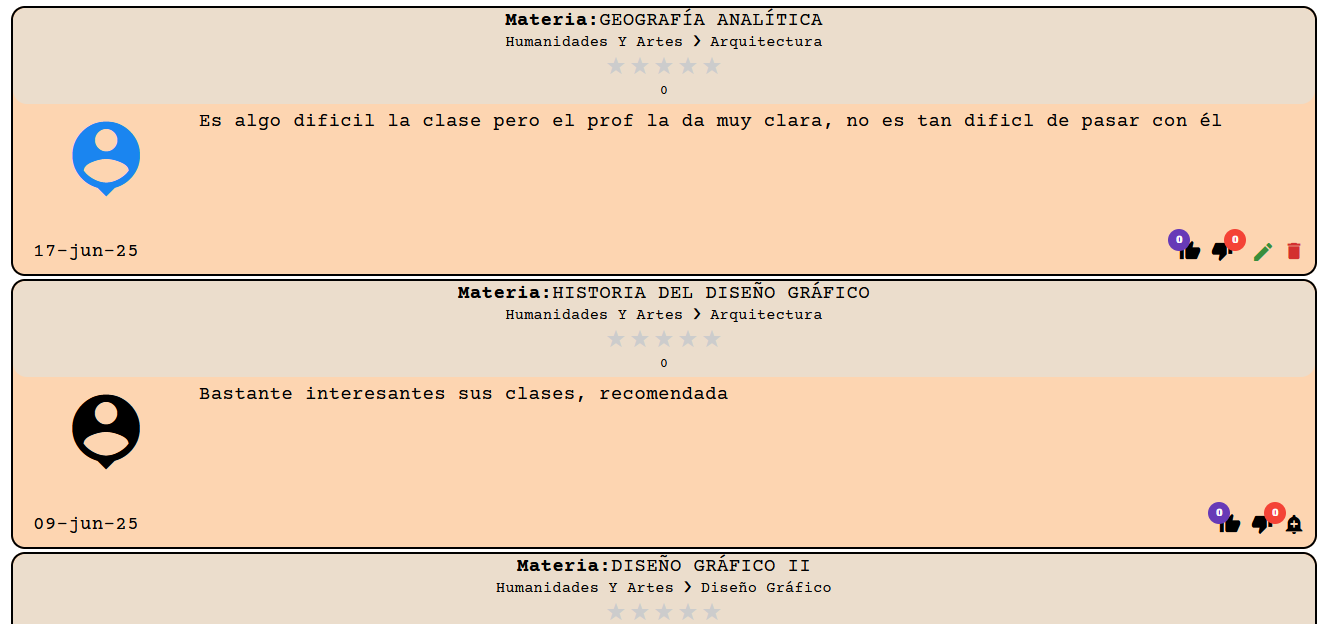 Materia:GEOGRAFÍA ANALÍTICA
Humanidades Y Artes > Arquitectura
0
Es algo dificil la clase pero el prof la da muy clara, no es tan dificl de pasar con él
17-jun-25
0 0
Materia:HISTORIA DEL DISEÑO GRÁFICO
Humanidades Y Artes > Arquitectura
0
Bastante interesantes sus clases, recomendada
09-jun-25
0 0
Materia:DISEÑO GRÁFICO II
Humanidades Y Artes > Diseño Gráfico